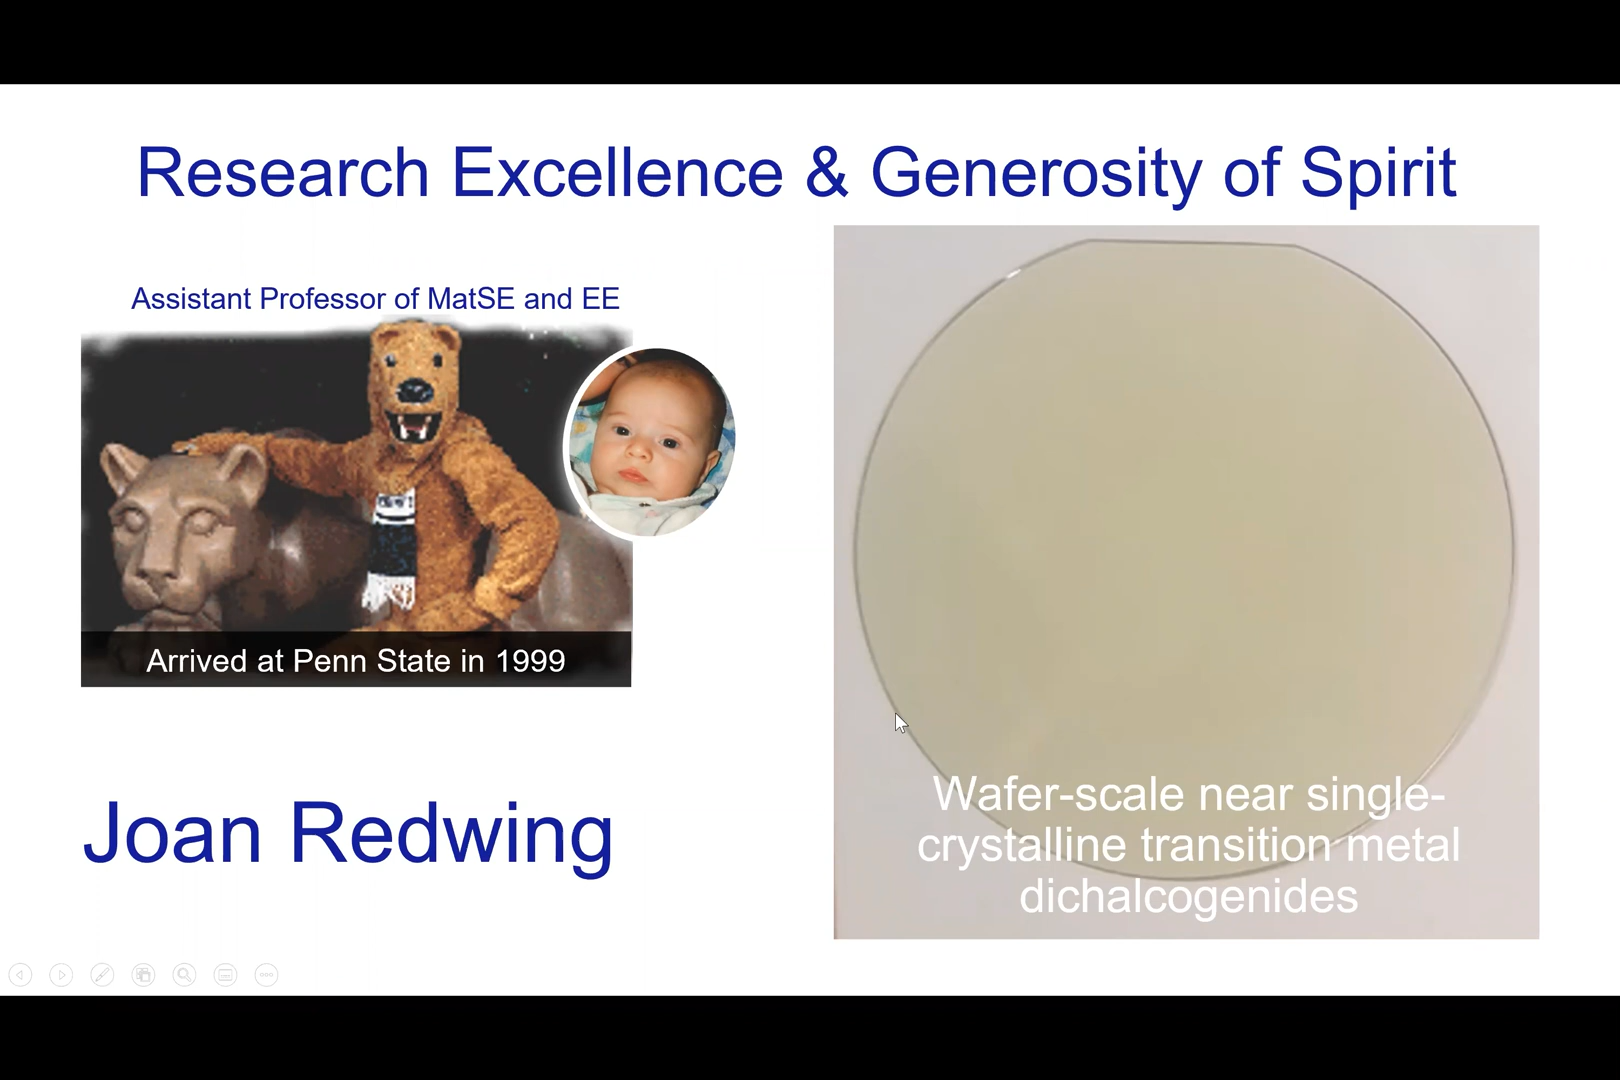 Research Excellence & Generosity of Spirit
Assistant Professor of MatSE and EE
Arrived at Penn State in 1999
Joan Redwing
Wafer-scale near single-
crystalline transition metal
dichalcogenides